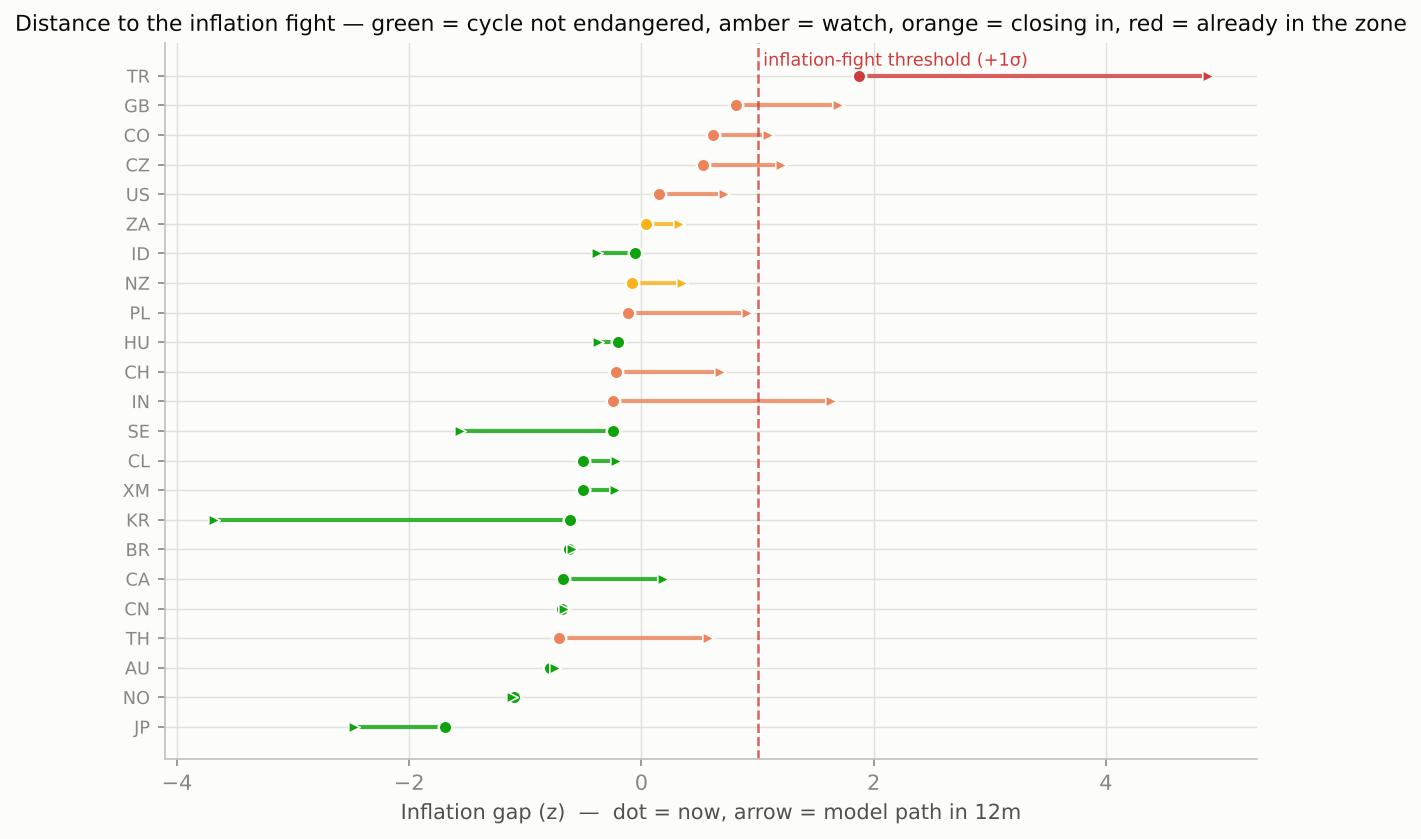 Distance to the inflation fight — green = cycle not endangered, amber = watch, orange = closing in, red = already in the zone
inflation-fight threshold (+1σ)
TR
GB
CO
CZ
US
ZA
ID
NZ
PL
HU
CH
IN
SE
CL
XM
KR
BR
CA
CN
TH
AU
NO
JP
−4 −2 0 2 4
Inflation gap (z) — dot = now, arrow = model path in 12m